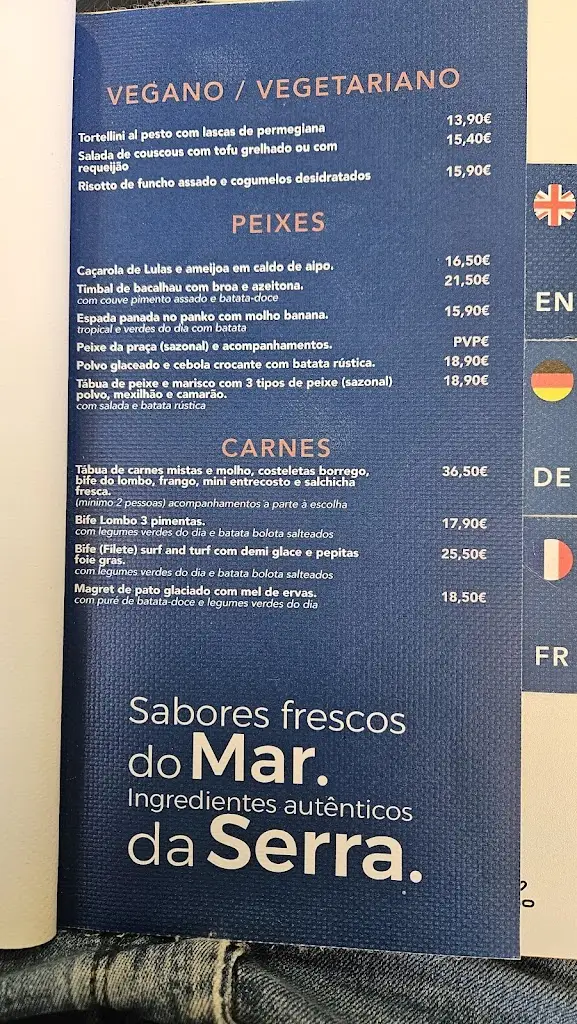 VEGANO / VEGETARIANO
Tortellini al pesto com lascas de permegiana 13,90€
Salada de couscous com tofu grelhado ou com 15,40€
requeijão
Risotto de funcho assado e cogumelos desidratados 15,90€
PEIXES
Caçarola de Lulas e ameijoa em caldo de aipo. 16,50€
Timbal de bacalhau com broa e azeitona. 21,50€
com couve pimento assado e batata-doce
Espada panada no panko com molho banana. 15,90€
tropical e verdes do dia com batata
Peixe da praça (sazonal) e acompanhamentos. PVP€
Polvo glaceado e cebola crocante com batata rústica. 18,90€
Tábua de peixe e marisco com 3 tipos de peixe (sazonal) 18,90€
polvo, mexilhão e camarão.
com salada e batata rústica
CARNES
Tábua de carnes mistas e molho, costeletas borrego, 36,50€
bife do lombo, frango, mini entrecosto e salchicha
fresca.
(mínimo 2 pessoas) acompanhamentos a parte à escolha
Bife Lombo 3 pimentas. 17,90€
com legumes verdes do dia e batata bolota salteados
Bife (Filete) surf and turf com demi glace e pepitas 25,50€
foie gras.
com legumes verdes do dia e batata bolota salteados
Magret de pato glaciado com mel de ervas. 18,50€
com puré de batata-doce e legumes verdes do dia
Sabores frescos
do Mar.
Ingredientes autênticos
da Serra.
EN
DE
FR